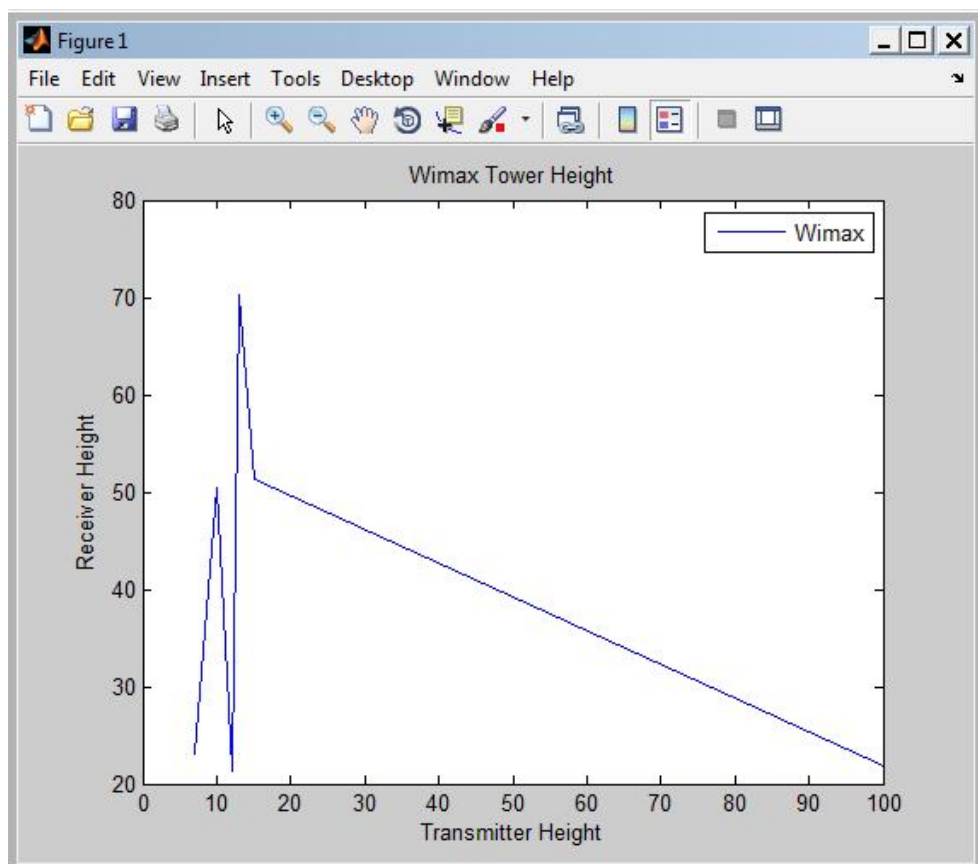 Figure 1
File Edit View Insert Tools Desktop Window Help
Wimax Tower Height
Wimax
80
70
60
50
40
30
20
Receiver Height
0 10 20 30 40 50 60 70 80 90 100
Transmitter Height